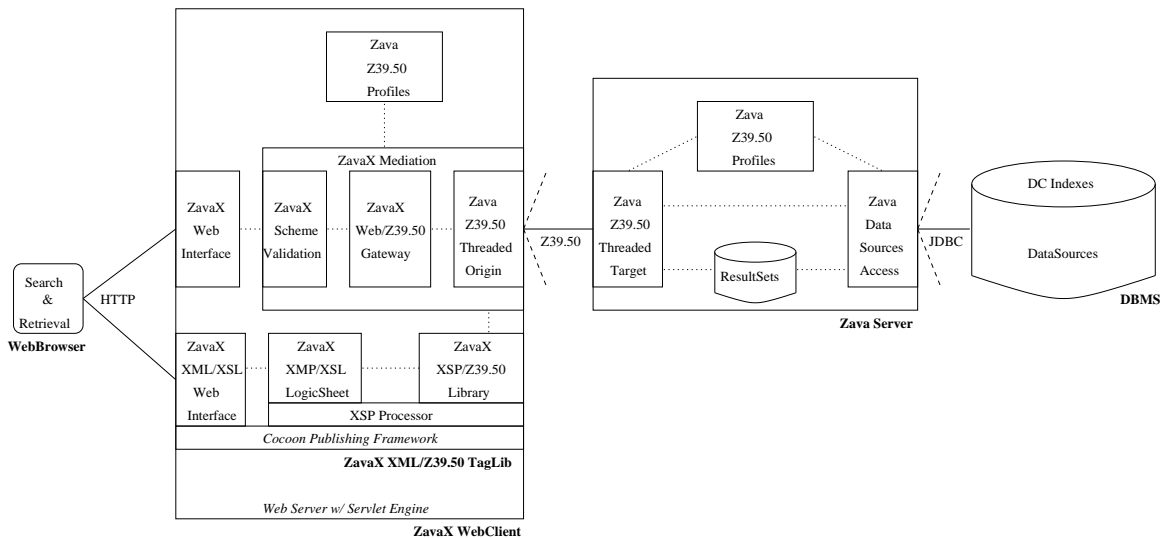 Zava
Z39.50
Profiles
ZavaX Mediation
ZavaX
Web
Interface
ZavaX
Scheme
Validation
ZavaX
Web/Z39.50
Gateway
Zava
Z39.50
Threaded
Origin
Search
&
Retrieval
WebBrowser
HTTP
ZavaX
XML/XSL
Web
Interface
ZavaX
XMP/XSL
LogicSheet
ZavaX
XSP/Z39.50
Library
XSP Processor
Cocoon Publishing Framework
ZavaX XML/Z39.50 TagLib
Web Server w/ Servlet Engine
ZavaX WebClient
Z39.50
Zava
Z39.50
Profiles
Zava
Z39.50
Threaded
Target
ResultSets
Zava
Data
Sources
Access
Zava Server
JDBC
DC Indexes
DataSources
DBMS